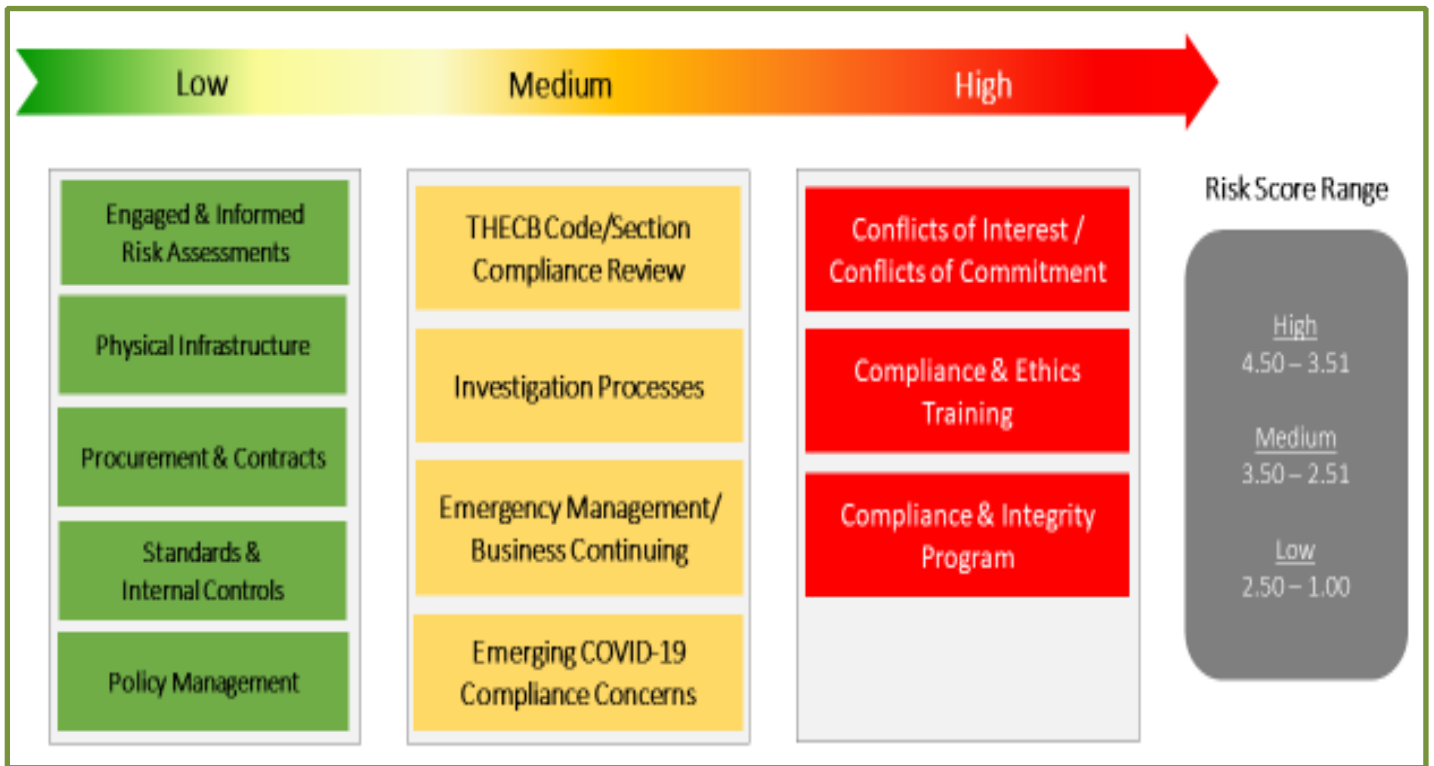 Low
Medium
High
Engaged & Informed
Risk Assessments
Physical Infrastructure
Procurement & Contracts
Standards &
Internal Controls
Policy Management
THECB Code/Section
Compliance Review
Investigation Processes
Emergency Management/
Business Continuing
Emerging COVID-19
Compliance Concerns
Conflicts of Interest /
Conflicts of Commitment
Compliance & Ethics
Training
Compliance & Integrity
Program
Risk Score Range
High
4.50 – 3.51
Medium
3.50 – 2.51
Low
2.50 – 1.00